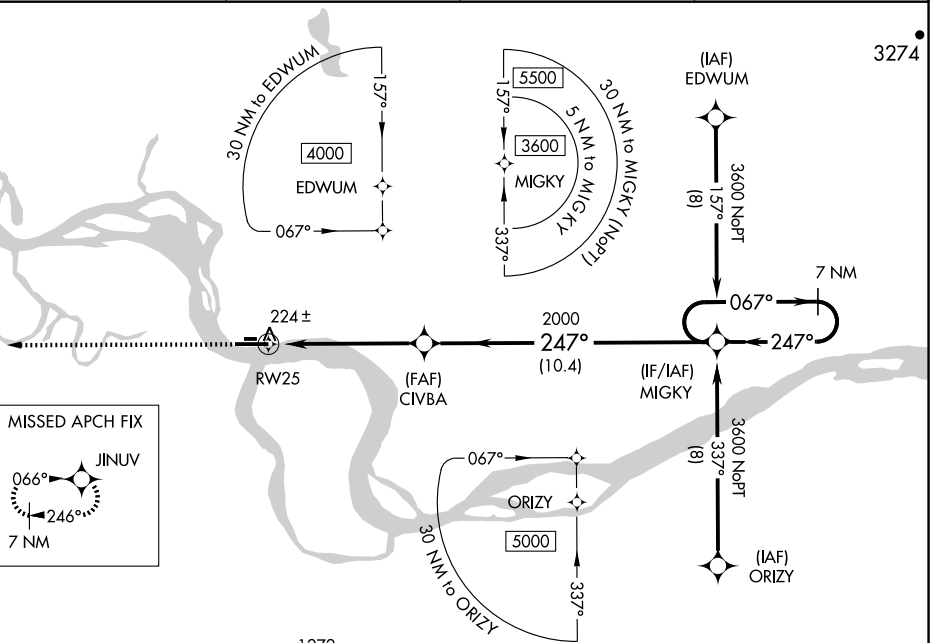 30 NM to EDWUM
157°
4000
EDWUM
067°
5500
157°
3600
MIGKY
337°
5 NM to MIGKY
30 NM to MIGKY (NoPT)
(IAF)
EDWUM
3274
3600 NoPT
157°
(8)
7 NM
067°
247°
224 ±
RW25
(FAF)
CIVBA
2000
247°
(10.4)
(IF/IAF)
MIGKY
3600 NoPT
337°
(8)
(IAF)
ORIZY
MISSED APCH FIX
JINUV
066°
246°
7 NM
067°
ORIZY
5000
30 NM to ORIZY
337°